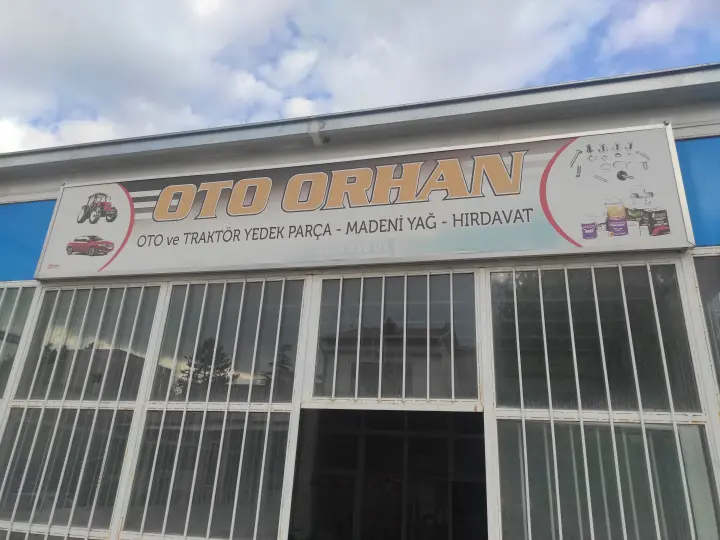 OTO ORHAN
OTO ve TRAKTÖR YEDEK PARÇA - MADENİ YAĞ - HIRDAVAT